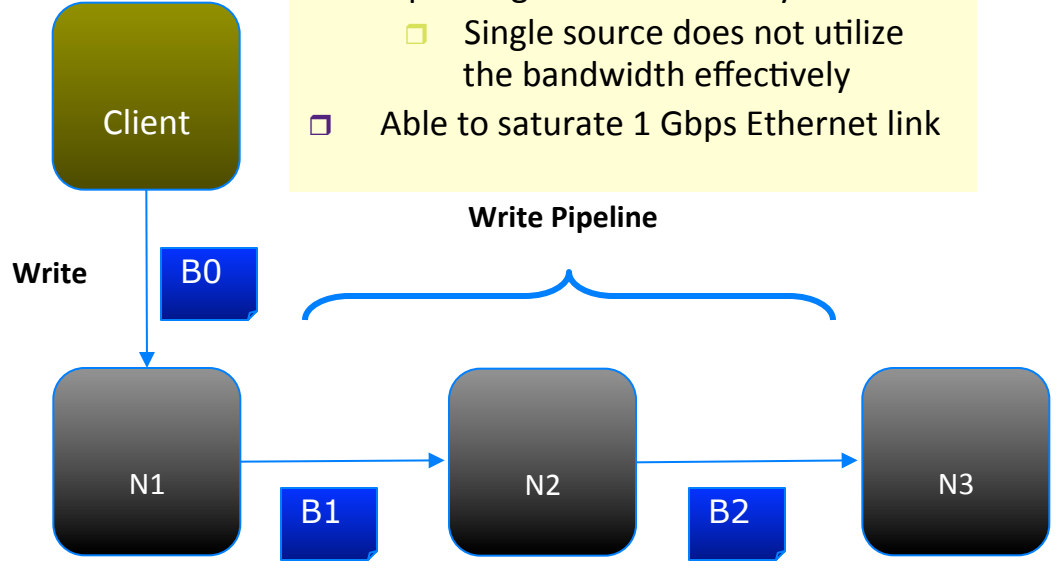 Single source does not utilize
the bandwidth effectively
Able to saturate 1 Gbps Ethernet link
Client
Write Pipeline
Write
B0
N1
N2
N3
B1
B2